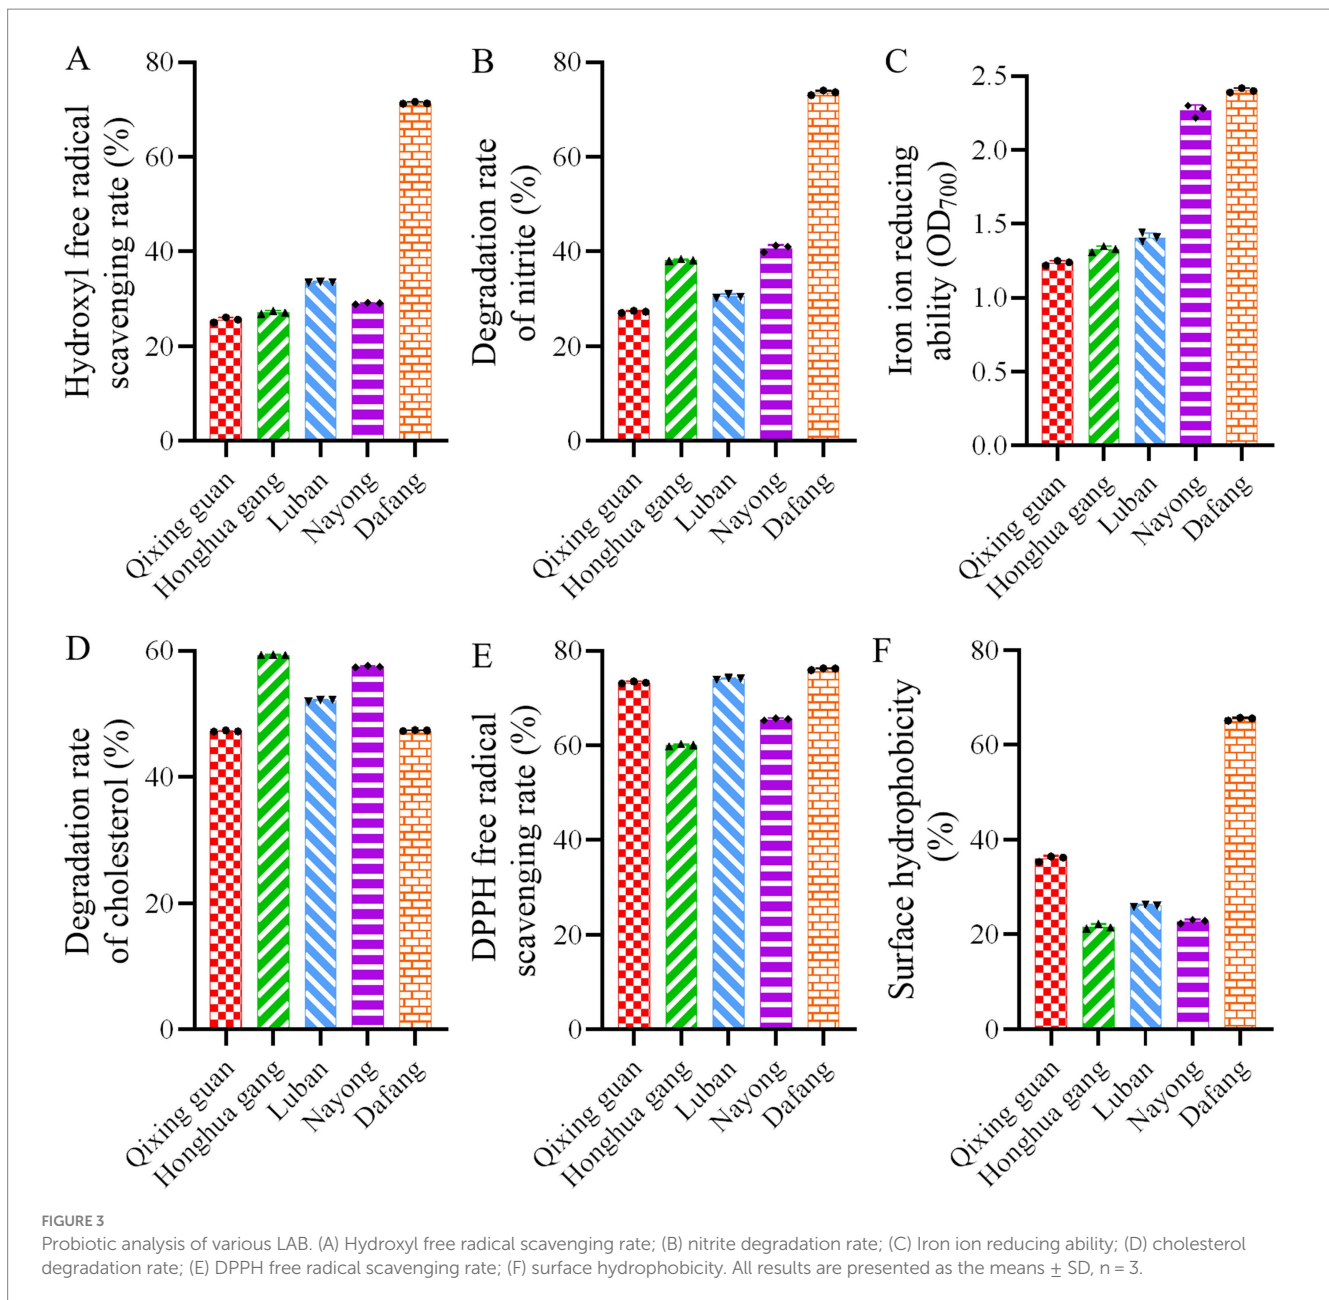 A
Hydroxyl free radical
scavenging rate (%)
80
60
40
20
0
Qixing guan
Honghua gang
Luban
Nayong
Dafang
B
Degradation rate
of nitrite (%)
80
60
40
20
0
Qixing guan
Honghua gang
Luban
Nayong
Dafang
C
Iron ion reducing
ability (OD700)
2.5
2.0
1.5
1.0
0.5
0.0
Qixing guan
Honghua gang
Luban
Nayong
Dafang
D
Degradation rate
of cholesterol (%)
60
40
20
0
Qixing guan
Honghua gang
Luban
Nayong
Dafang
E
DPPH free radical
scavenging rate (%)
80
60
40
20
0
Qixing guan
Honghua gang
Luban
Nayong
Dafang
F
Surface hydrophobicity
(%)
80
60
40
20
0
Qixing guan
Honghua gang
Luban
Nayong
Dafang
FIGURE 3
Probiotic analysis of various LAB. (A) Hydroxyl free radical scavenging rate; (B) nitrite degradation rate; (C) Iron ion reducing ability; (D) cholesterol
degradation rate; (E) DPPH free radical scavenging rate; (F) surface hydrophobicity. All results are presented as the means ± SD, n = 3.